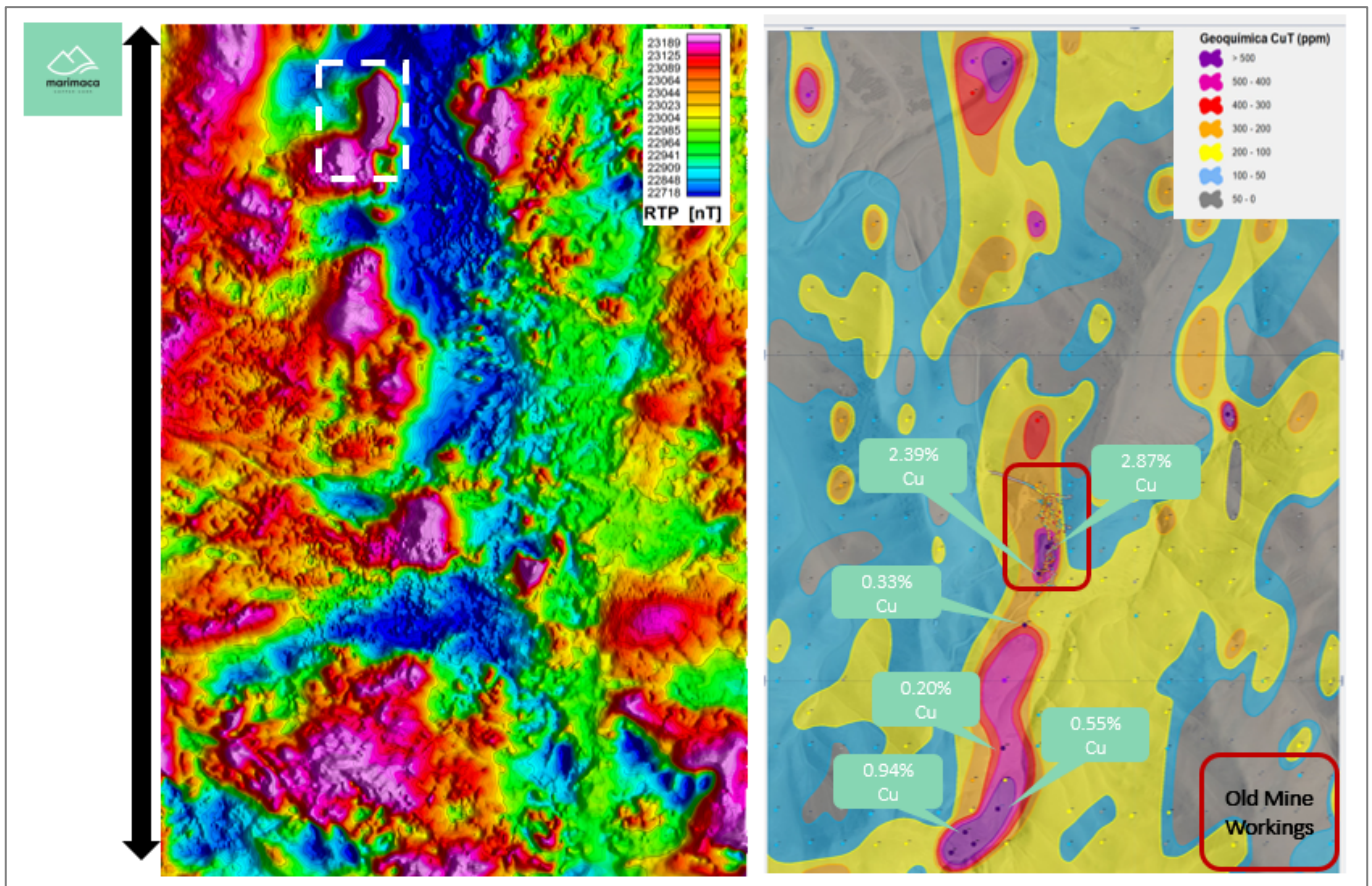 marimaca
COPPER CORP
23189
23125
23089
23064
23044
23023
23004
22985
22964
22941
22909
22848
22718
RTP [nT]
Geoquimica CuT (ppm)
> 500
500 - 400
400 - 300
300 - 200
200 - 100
100 - 50
50 - 0
2.39%
Cu
2.87%
Cu
0.33%
Cu
0.20%
Cu
0.55%
Cu
0.94%
Cu
Old Mine
Workings